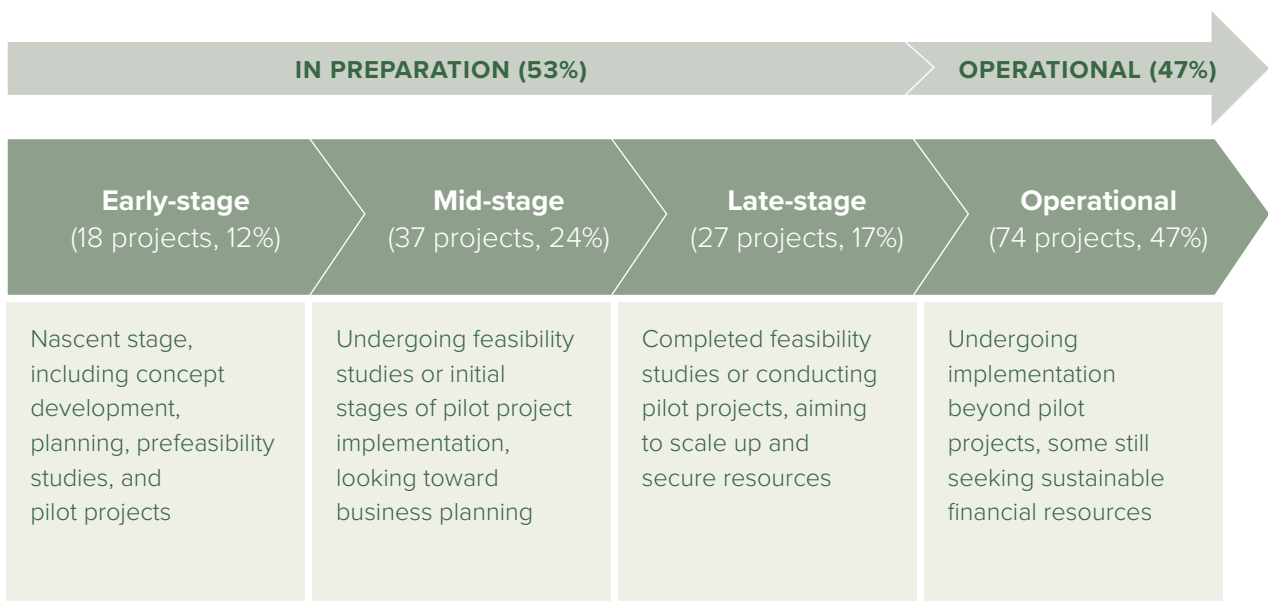 IN PREPARATION (53%)
OPERATIONAL (47%)
Early-stage
(18 projects, 12%)
Mid-stage
(37 projects, 24%)
Late-stage
(27 projects, 17%)
Operational
(74 projects, 47%)
Nascent stage,
including concept
development,
planning, prefeasibility
studies, and
pilot projects
Undergoing feasibility
studies or initial
stages of pilot project
implementation,
looking toward
business planning
Completed feasibility
studies or conducting
pilot projects, aiming
to scale up and
secure resources
Undergoing
implementation
beyond pilot
projects, some still
seeking sustainable
financial resources